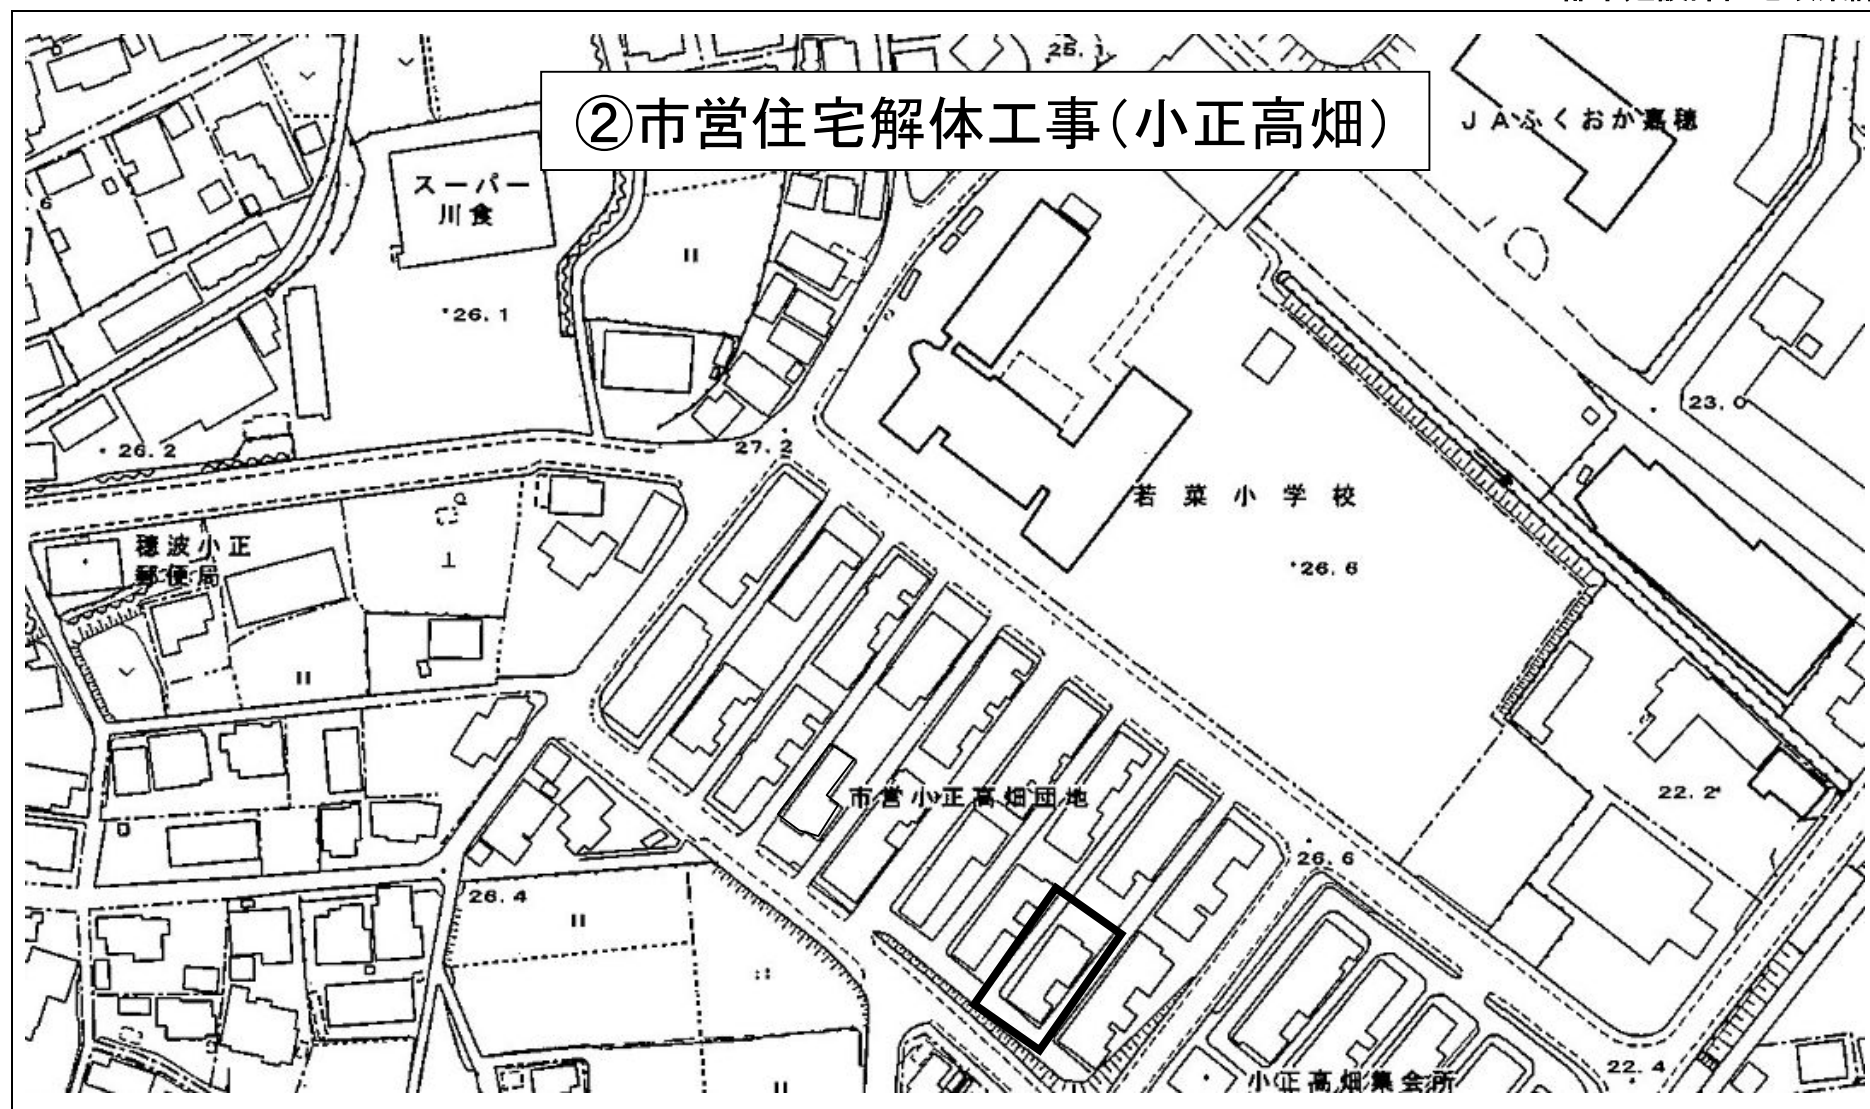 25.1
②市営住宅解体工事(小正高畑)
JAふくおか嘉穂
スーパー
川食
26.1
23.
26.2
27.2
若菜小学校
穂波小正
郵便局
26.6
市営小正高畑団地
22.2
26.6
26.4
22.4
小正高畑集会所